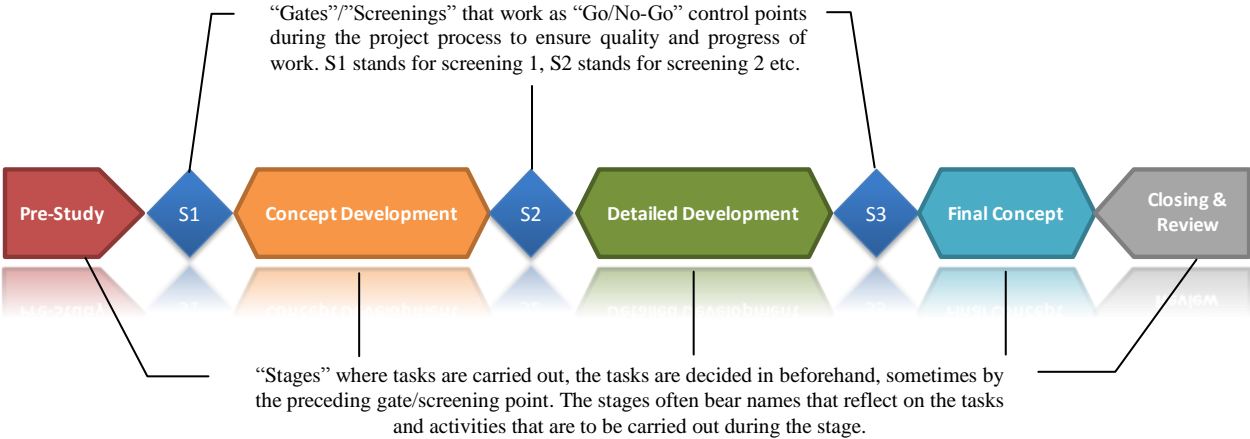 “Gates”/”Screenings” that work as “Go/No-Go” control points
during the project process to ensure quality and progress of
work. S1 stands for screening 1, S2 stands for screening 2 etc.
Pre-Study
S1
Concept Development
S2
Detailed Development
S3
Final Concept
Closing &
Review
“Stages” where tasks are carried out, the tasks are decided in beforehand, sometimes by
the preceding gate/screening point. The stages often bear names that reflect on the tasks
and activities that are to be carried out during the stage.